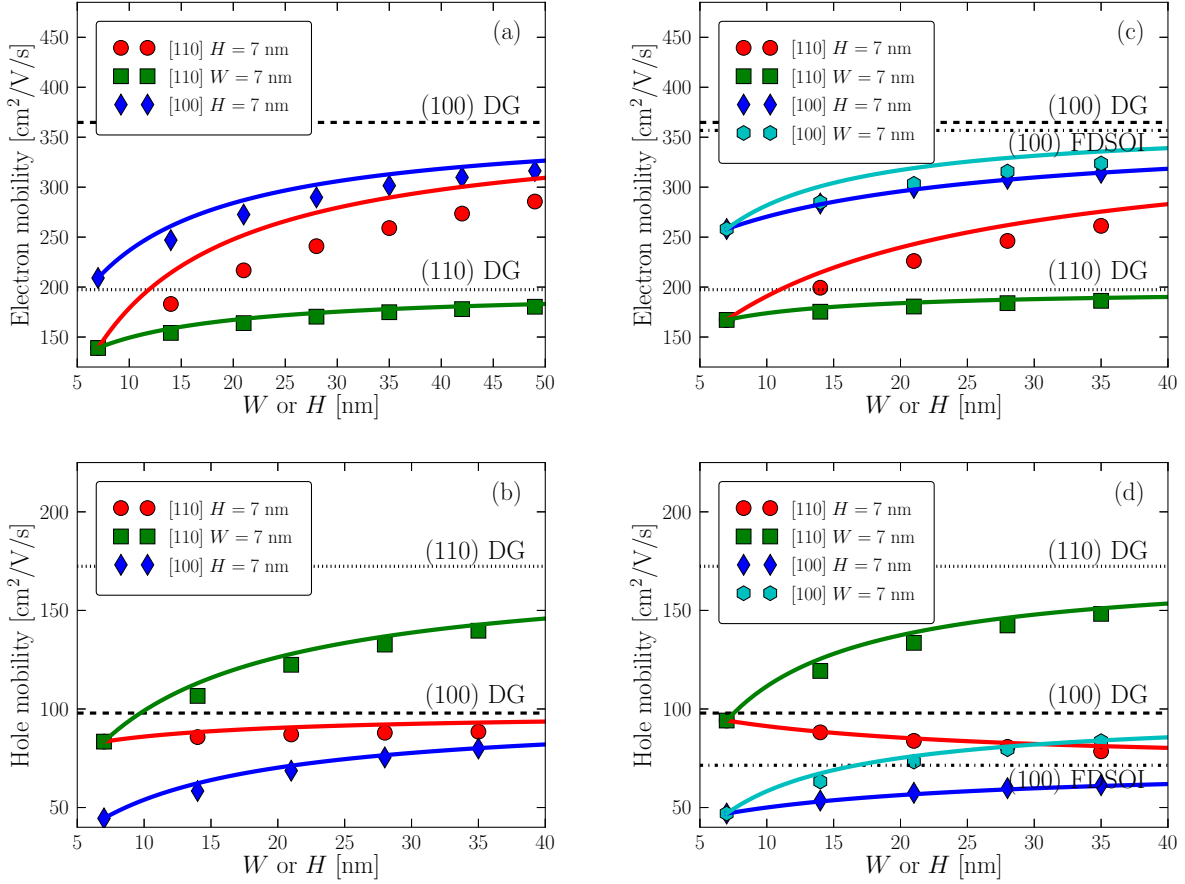 (a)
[110] H = 7 nm
[110] W = 7 nm
[100] H = 7 nm
(100) DG
(110) DG
Electron mobility [cm²/V/s]
450
400
350
300
250
200
150
5 10 15 20 25 30 35 40 45 50
W or H [nm]
(c)
[110] H = 7 nm
[110] W = 7 nm
[100] H = 7 nm
[100] W = 7 nm
(100) DG
(100) FDSOI
(110) DG
Electron mobility [cm²/V/s]
450
400
350
300
250
200
150
5 10 15 20 25 30 35 40
W or H [nm]
(b)
[110] H = 7 nm
[110] W = 7 nm
[100] H = 7 nm
(110) DG
(100) DG
Hole mobility [cm²/V/s]
200
150
100
50
5 10 15 20 25 30 35 40
W or H [nm]
(d)
[110] H = 7 nm
[110] W = 7 nm
[100] H = 7 nm
[100] W = 7 nm
(110) DG
(100) DG
(100) FDSOI
Hole mobility [cm²/V/s]
200
150
100
50
5 10 15 20 25 30 35 40
W or H [nm]